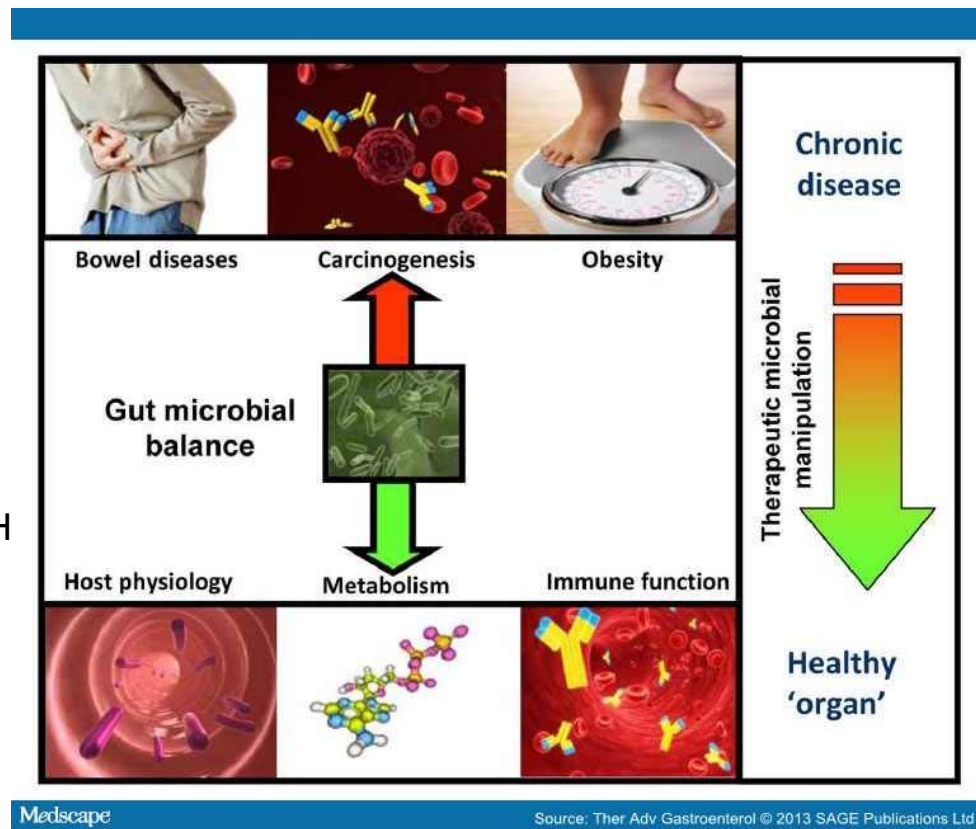 Chronic
disease
Bowel diseases
Carcinogenesis
Obesity
Gut microbial
balance
Therapeutic microbial
manipulation
H
Host physiology
Metabolism
Immune function
Healthy
‘organ’
Medscape
Source: Ther Adv Gastroenterol © 2013 SAGE Publications Ltd